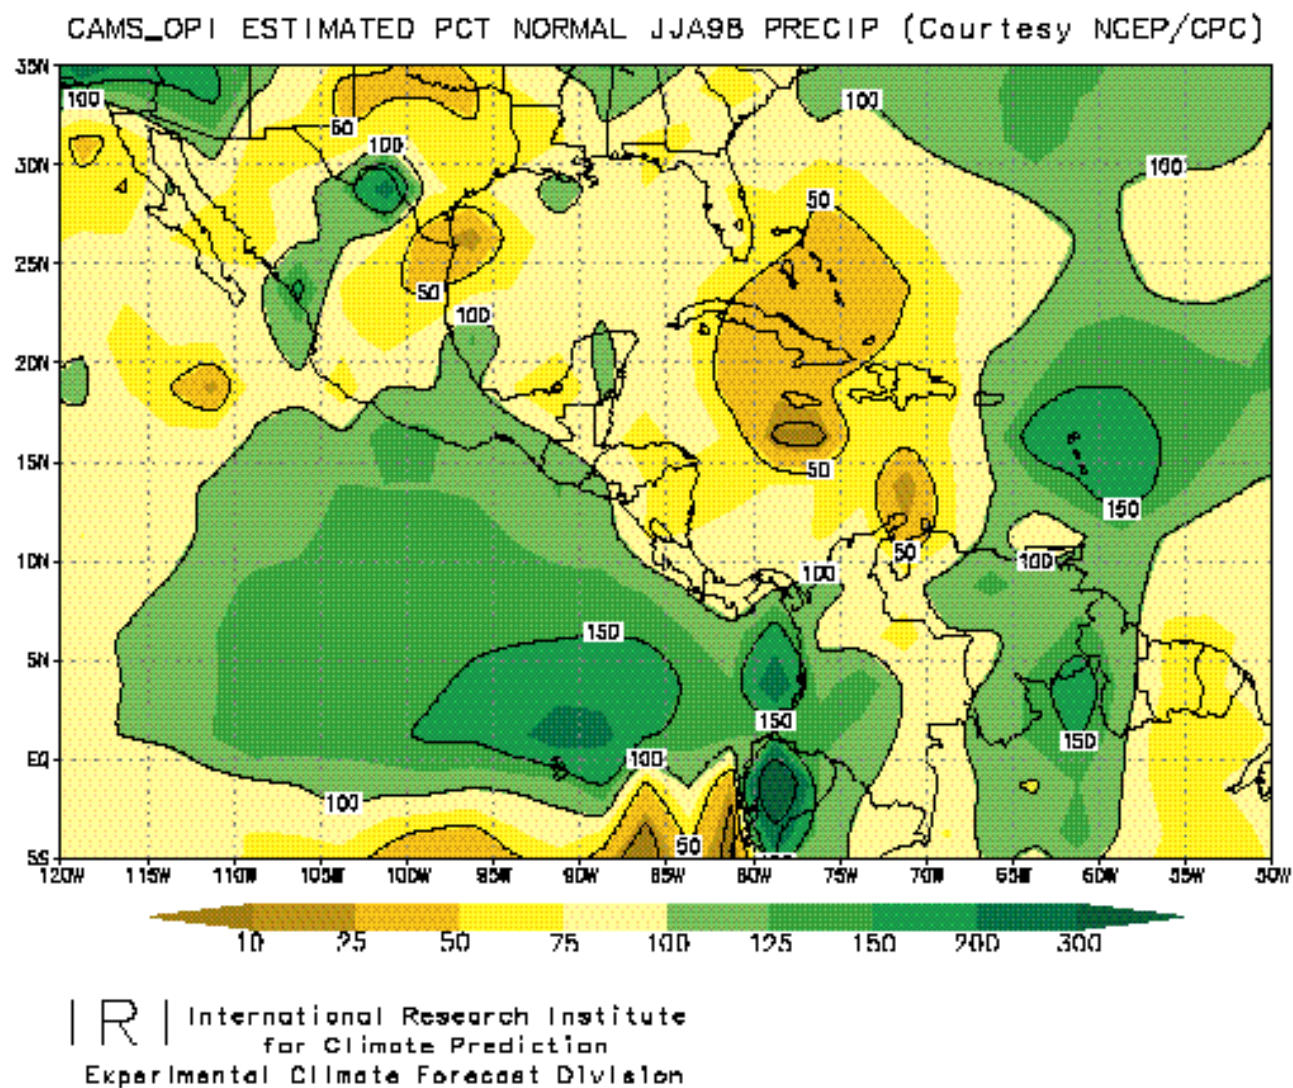 CAMS_OPI ESTIMATED PCT NORMAL JJA98 PRECIP (Courtesy NCEP/CPC)
35N
30N
25N
20N
15N
10N
5N
EQ
5S
100
50
100
50
100
100
100
50
50
50
100
100
150
150
150
150
100
100
50
120W 115W 110W 105W 100W 95W 90W 85W 80W 75W 70W 65W 60W 55W 50W
10 25 50 75 100 125 150 200 300
IRI International Research Institute
for Climate Prediction
Experimental Climate Forecast Division